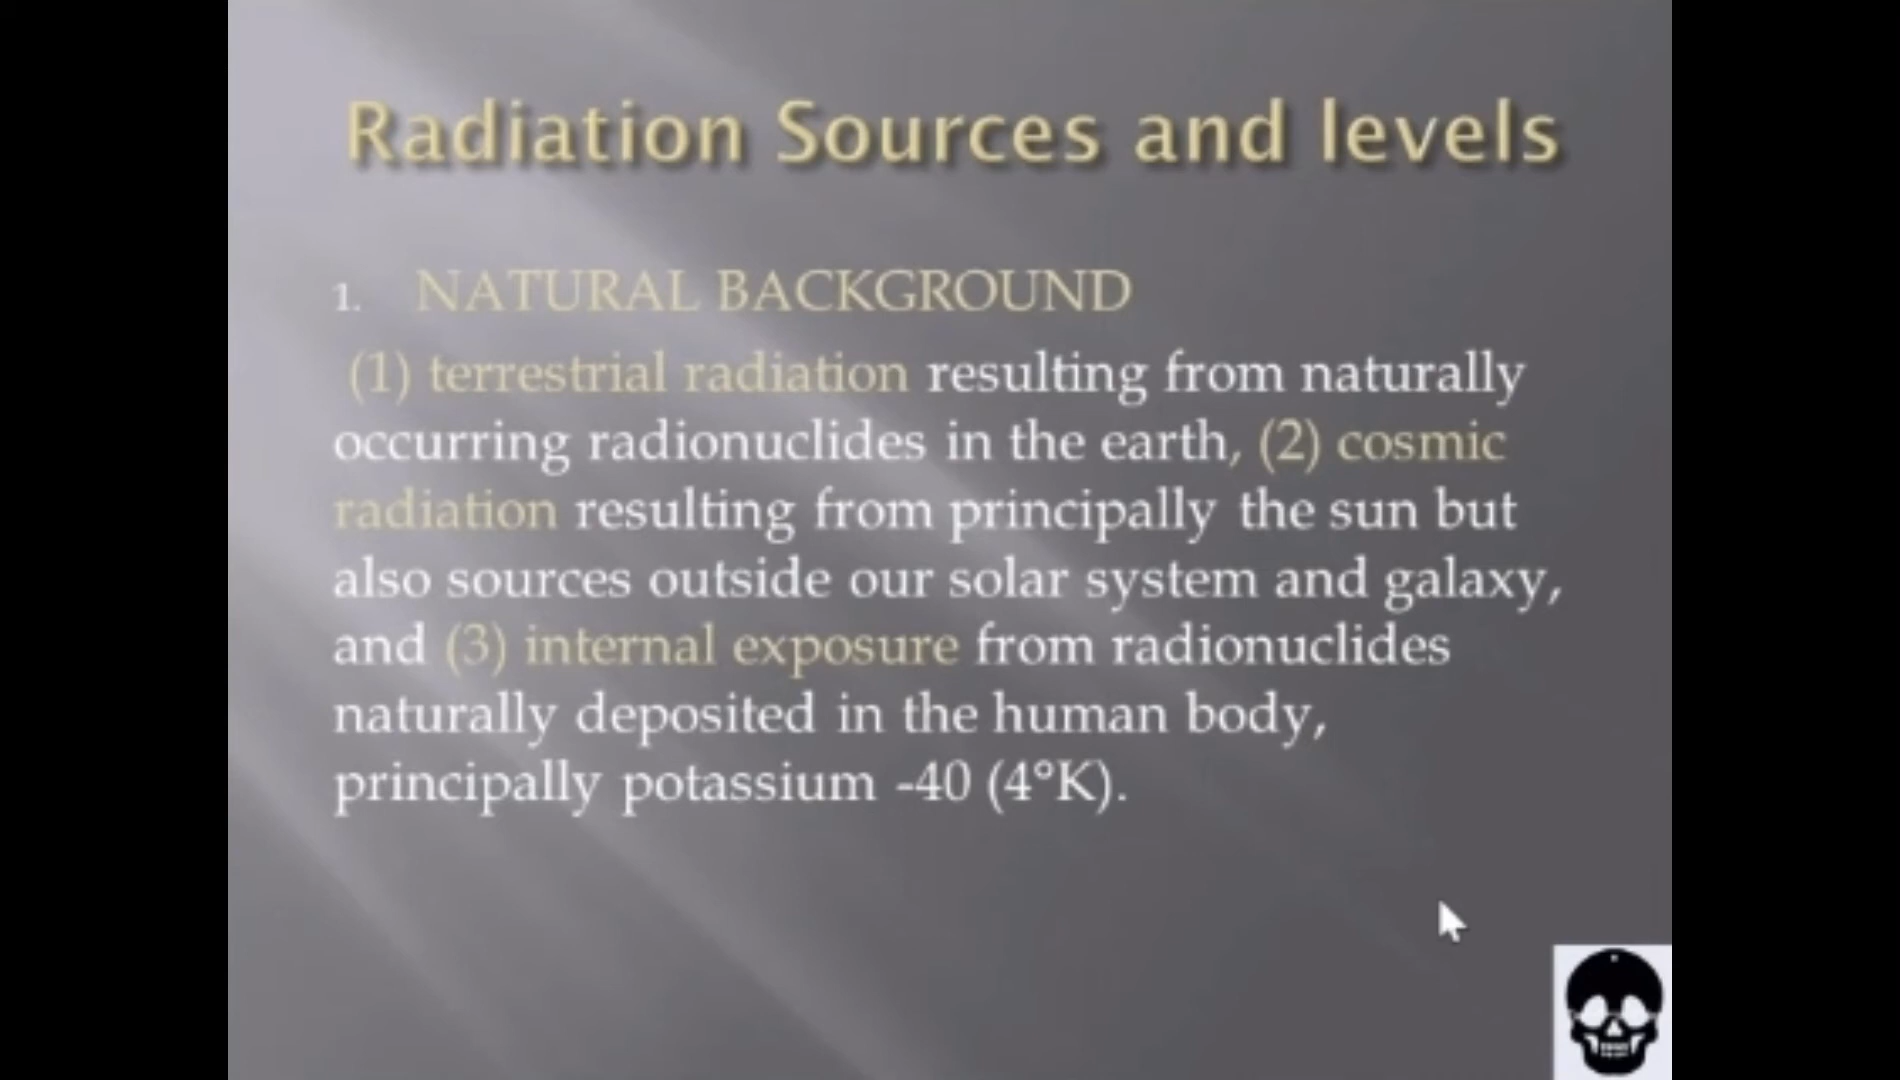 Radiation Sources and levels
1. NATURAL BACKGROUND
(1) terrestrial radiation resulting from naturally
occurring radionuclides in the earth, (2) cosmic
radiation resulting from principally the sun but
also sources outside our solar system and galaxy,
and (3) internal exposure from radionuclides
naturally deposited in the human body,
principally potassium -40 (4°K).